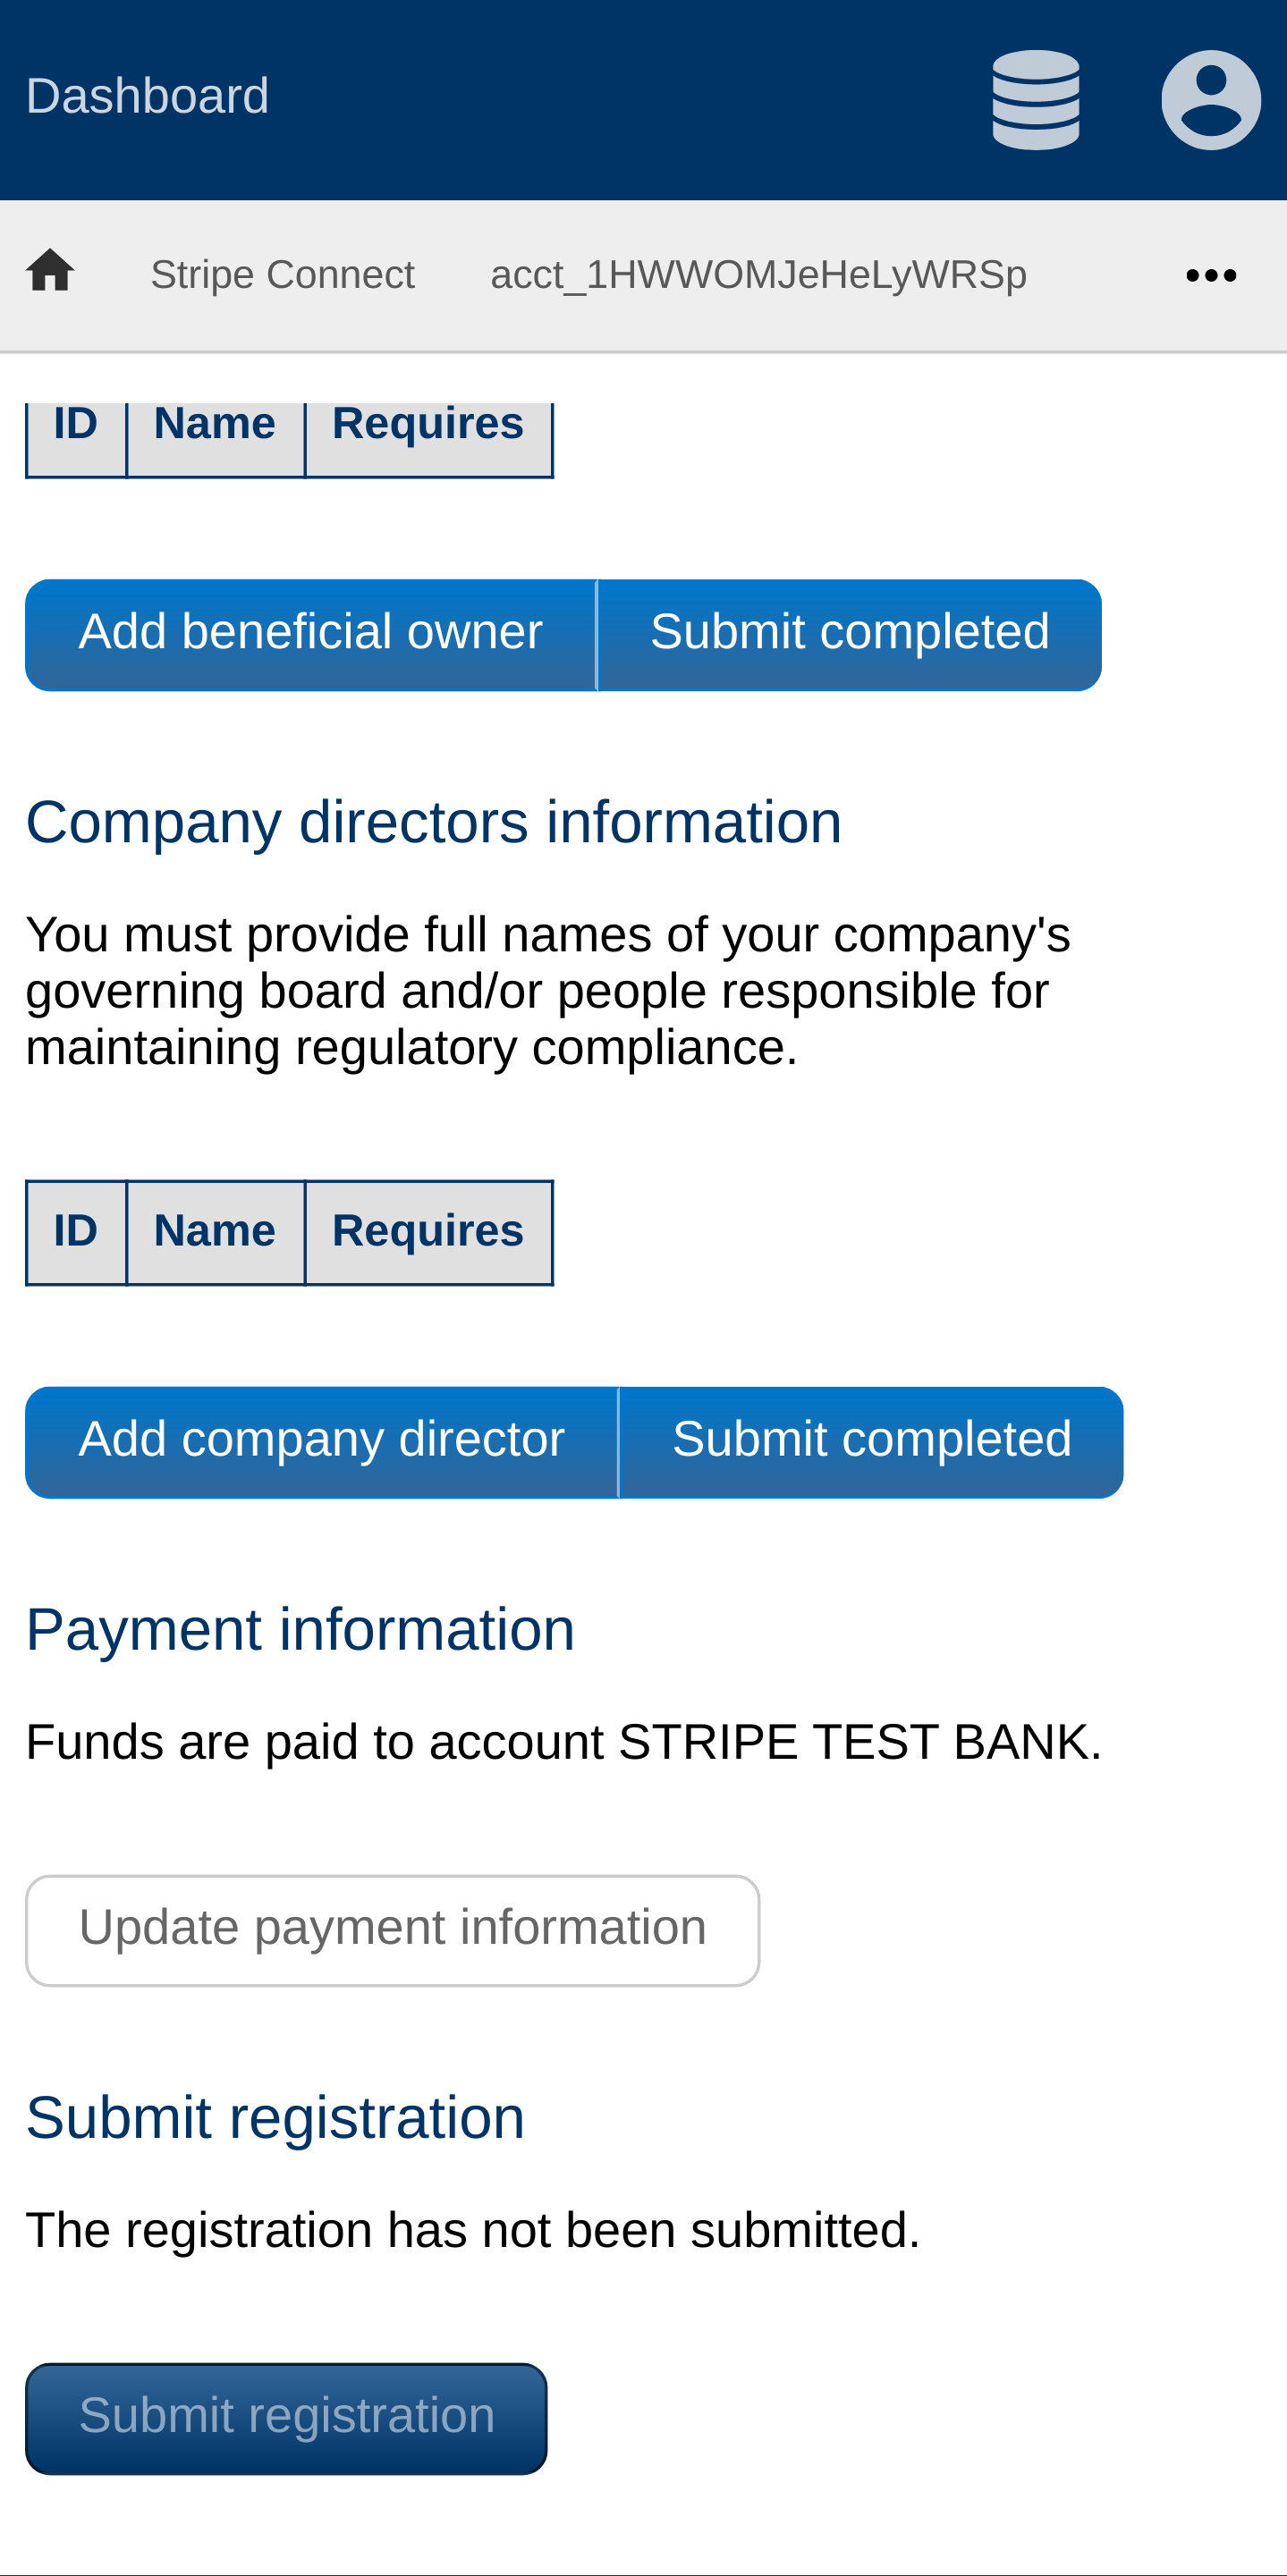 Dashboard
Stripe Connect acct_1HWWOMJeHeLyWRSp
ID Name Requires
Add beneficial owner Submit completed
Company directors information
You must provide full names of your company's
governing board and/or people responsible for
maintaining regulatory compliance.
ID Name Requires
Add company director Submit completed
Payment information
Funds are paid to account STRIPE TEST BANK.
Update payment information
Submit registration
The registration has not been submitted.
Submit registration